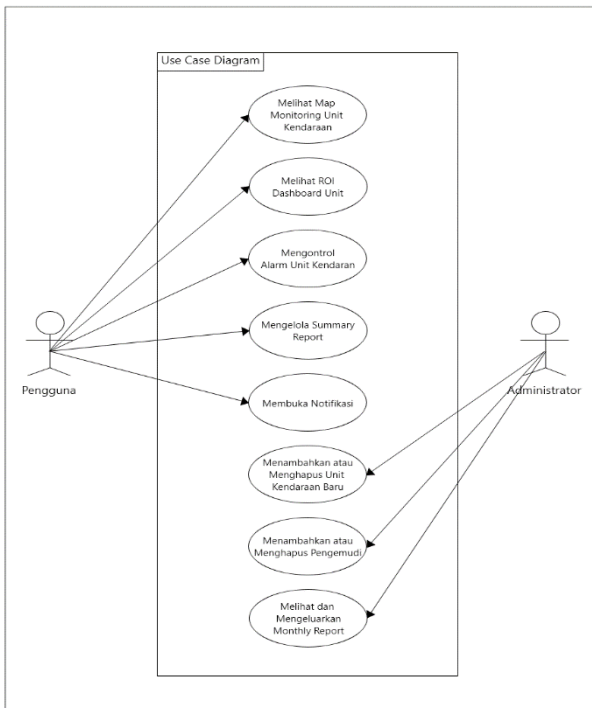 Use Case Diagram
Melihat Map
Monitoring Unit
Kendaraan
Melihat ROI
Dashboard Unit
Mengontrol
Alarm Unit Kendaran
Mengelola Summary
Report
Pengguna
Administrator
Membuka Notifikasi
Menambahkan atau
Menghapus Unit
Kendaraan Baru
Menambahkan atau
Menghapus Pengemudi
Melihat dan
Mengeluarkan
Monthly Report